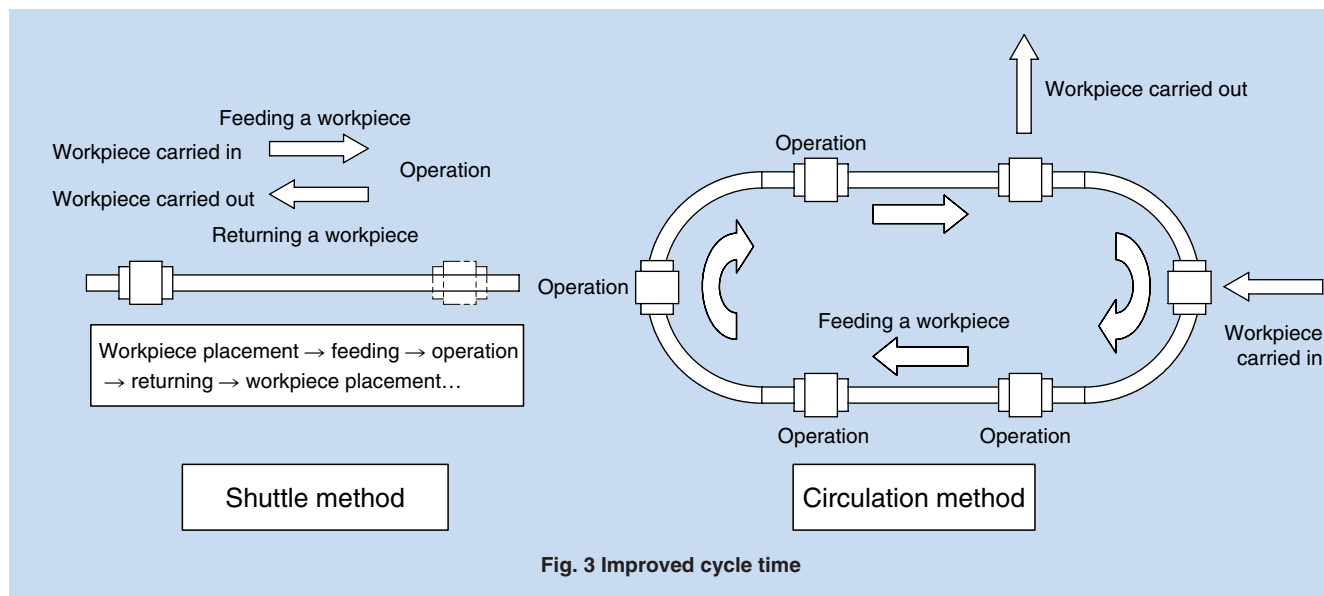 Feeding a workpiece
Workpiece carried in
Operation
Workpiece carried out
Returning a workpiece
Workpiece placement → feeding → operation
→ returning → workpiece placement…
Shuttle method
Workpiece carried out
Operation
Operation
Feeding a workpiece
Workpiece
carried in
Operation
Operation
Circulation method
Fig. 3 Improved cycle time